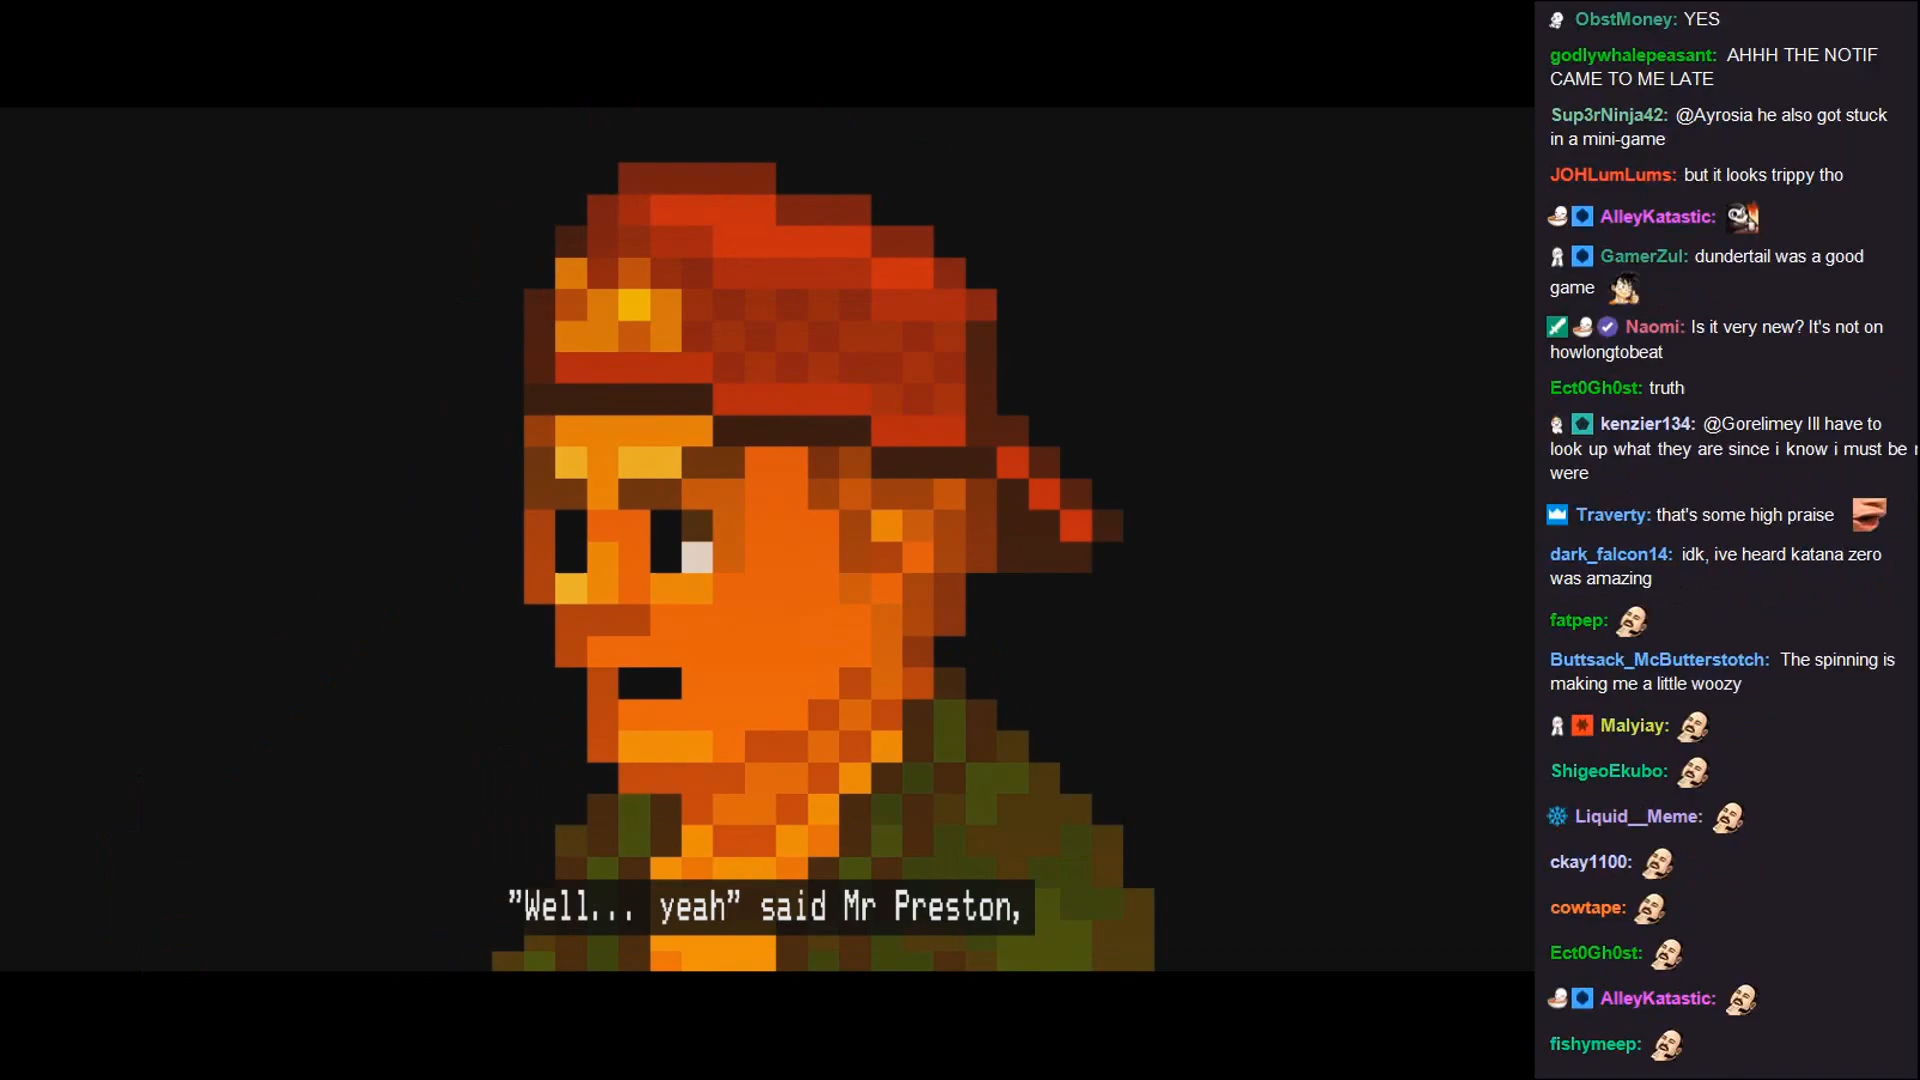 "Well... yeah" said Mr Preston,
ObstMoney: YES
godlywhalepeasant: AHHH THE NOTIF
CAME TO ME LATE
Sup3rNinja42: @Ayrosia he also got stuck
in a mini-game
JOHLumLums: but it looks trippy tho
AlleyKatastic:
GamerZul: dundertail was a good
game
Naomi: Is it very new? It's not on
howlongtobeat
Ect0Gh0st: truth
kenzier134: @Gorelimey Ill have to
look up what they are since i know i must be
were
Traverty: that's some high praise
dark_falcon14: idk, ive heard katana zero
was amazing
fatpep:
Buttsack_McButterstotch: The spinning is
making me a little woozy
Malyiay:
ShigeoEkubo:
Liquid__Meme:
ckay1100:
cowtape:
Ect0Gh0st:
AlleyKatastic:
fishymeep: